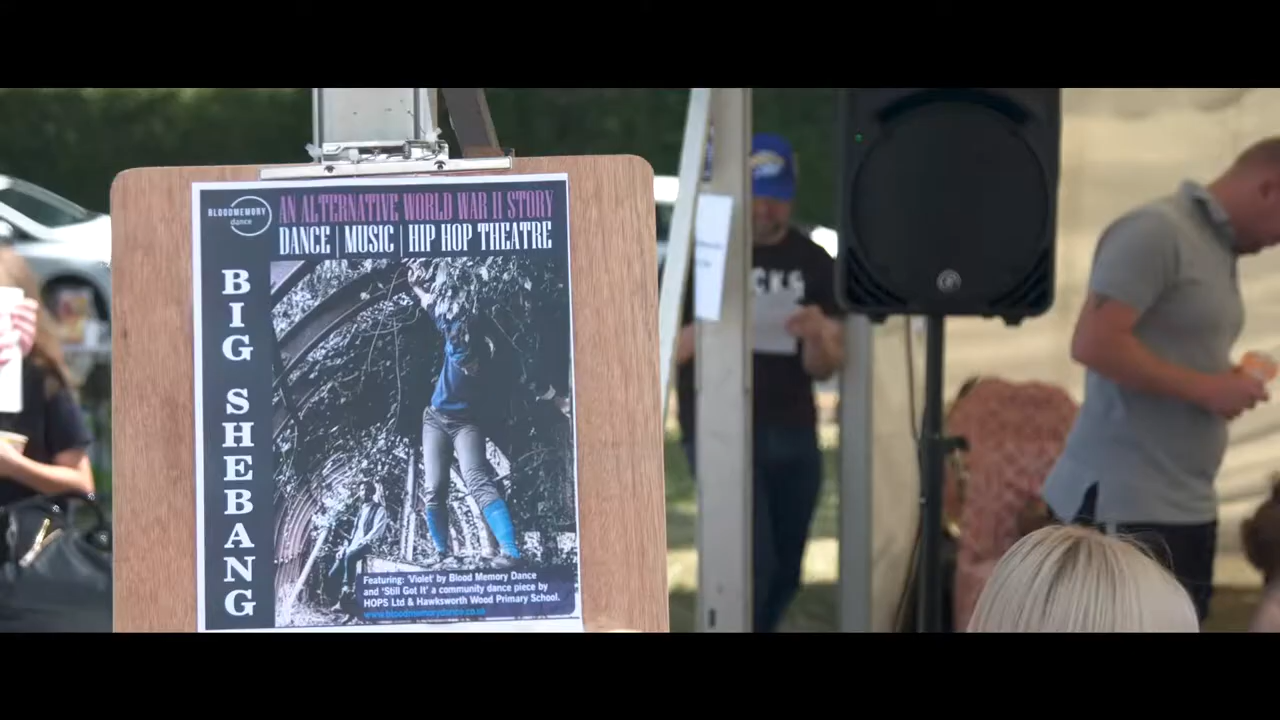 BLOODMEMORY
dance
AN ALTERNATIVE WORLD WAR II STORY
DANCE | MUSIC | HIP HOP THEATRE
BIG SHEBANG
Featuring: 'Violet' by Blood Memory Dance
and 'Still Got It' a community dance piece by
HOPS Ltd & Hawksworth Wood Primary School.
www.bloodmemorydance.co.uk
CKS